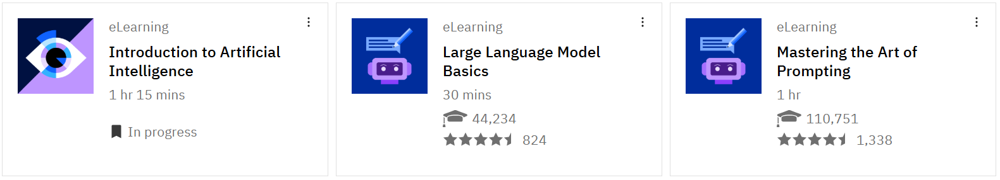 eLearning
Introduction to Artificial
Intelligence
1 hr 15 mins
In progress
eLearning
Large Language Model
Basics
30 mins
44,234
824
eLearning
Mastering the Art of
Prompting
1 hr
110,751
1,338